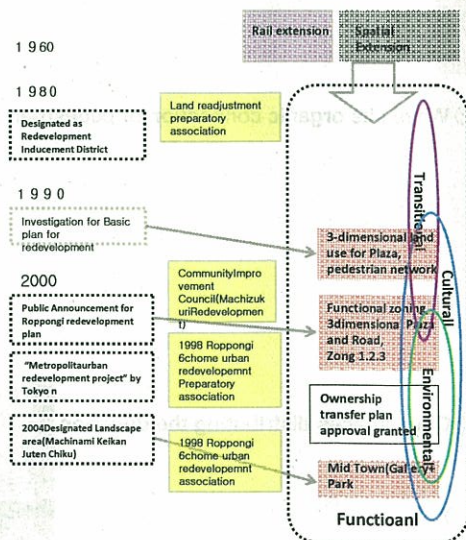 Rail extension
Spatial
Extension
1960
1980
Designated as
Redevelopment
Inducement District
Land readjustment
preparatory
association
1990
Investigation for Basic
plan for
redevelopment
3-dimensional land
use for Plaza,
pedestrian network
2000
Public Announcement for
Roppongi redevelopment
plan
CommunityImpro
vement
Council(Machizuk
uriRedevelopmen
t)
Functional zoning,
3dimensional Plaza
and Road,
Zong 1.2.3
"Metropolitaurban
redevelopment project" by
Tokyo n
1998 Roppongi
6chome urban
redevelopemnt
Preparatory
association
Ownership
transfer plan
approval granted
2004Designated Landscape
area(Machinami Keikan
Juten Chiku)
1998 Roppongi
6chome urban
redevelopemnt
association
Mid Town(Gallery+
Park
Transitional
Culturall
Environmental
Functioanl